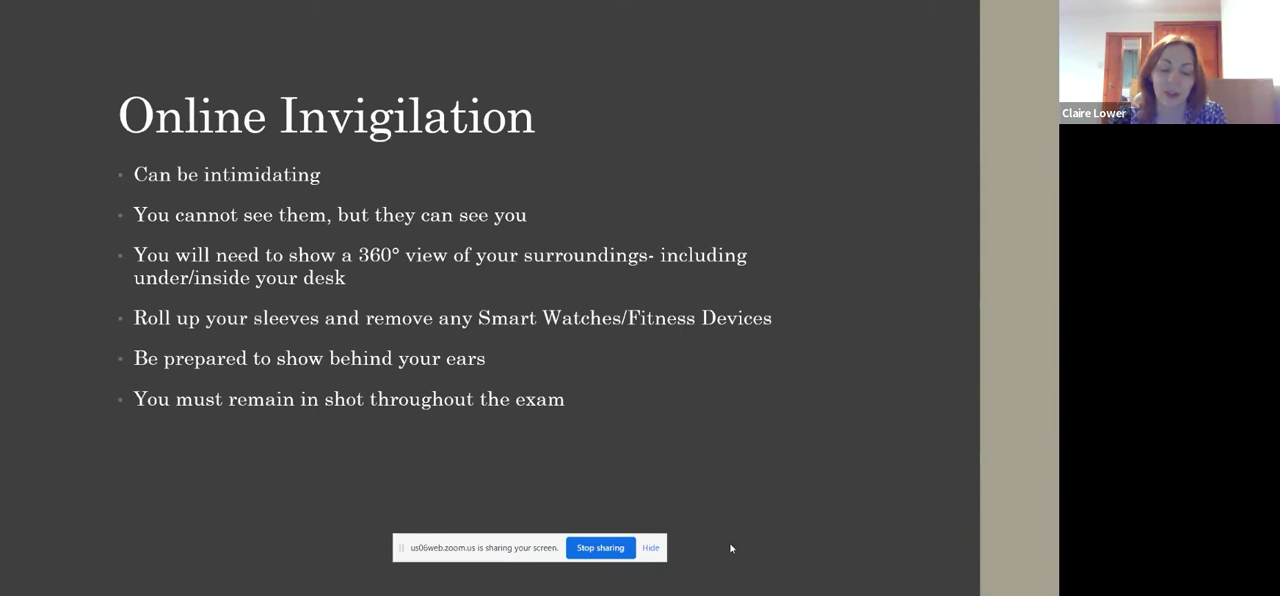 Online Invigilation
Can be intimidating
You cannot see them, but they can see you
You will need to show a 360° view of your surroundings- including
under/inside your desk
Roll up your sleeves and remove any Smart Watches/Fitness Devices
Be prepared to show behind your ears
You must remain in shot throughout the exam
us06web.zoom.us is sharing your screen. Stop sharing Hide
Claire Lower